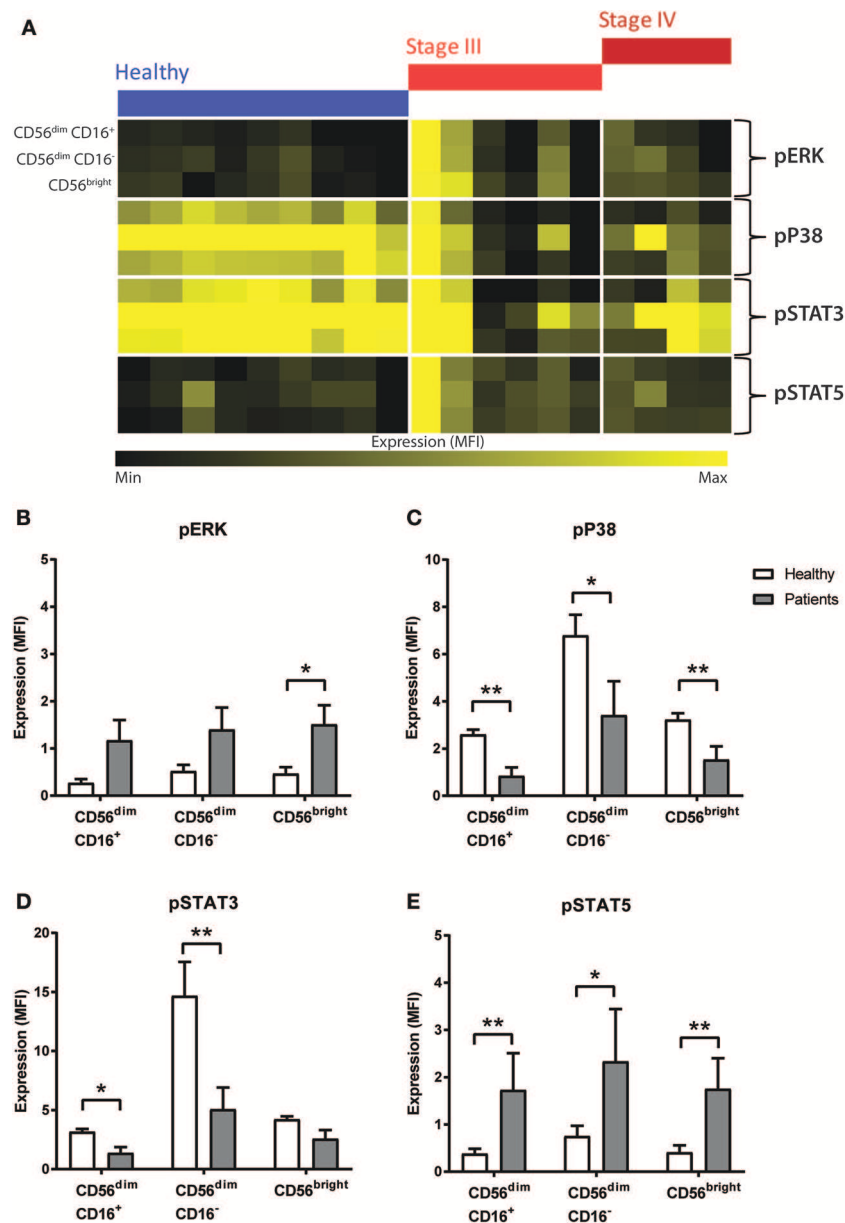 A
Stage IV
Stage III
Healthy
CD56dim CD16+
CD56dim CD16-
CD56bright
pERK
pP38
pSTAT3
pSTAT5
Expression (MFI)
Min Max
B
pERK
Expression (MFI)
5
4
3
2
1
0
*
CD56dim CD56dim CD56bright
CD16+ CD16-
C
pP38
Expression (MFI)
10
8
6
4
2
0
** * **
CD56dim CD56dim CD56bright
CD16+ CD16-
Healthy
Patients
D
pSTAT3
Expression (MFI)
20
15
10
5
0
* **
CD56dim CD56dim CD56bright
CD16+ CD16-
E
pSTAT5
Expression (MFI)
5
4
3
2
1
0
** * **
CD56dim CD56dim CD56bright
CD16+ CD16-